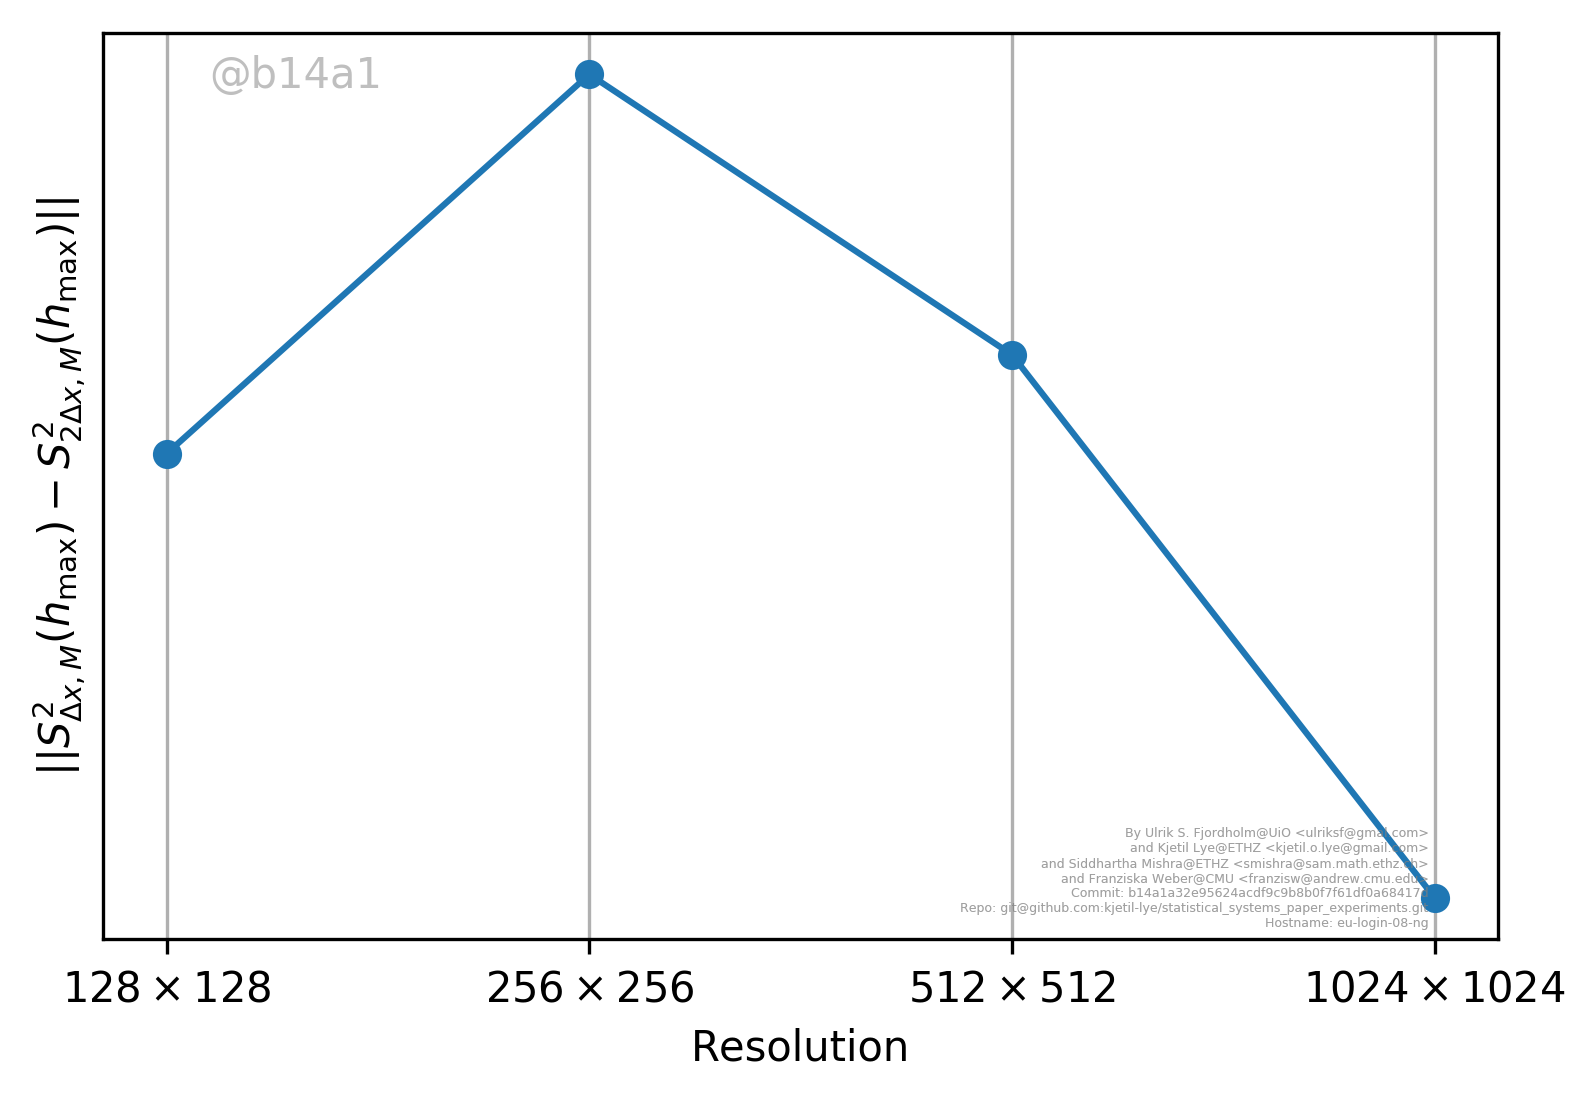 @b14a1
||S²_{Δx, M}(h_max) − S²_{2Δx, M}(h_max)||
By Ulrik S. Fjordholm@UiO <ulriksf@gmal.com>
and Kjetil Lye@ETHZ <kjetil.o.lye@gmail.com>
and Siddhartha Mishra@ETHZ <smishra@sam.math.ethz.ch>
and Franziska Weber@CMU <franzisw@andrew.cmu.edu>
Repo: git@github.com:kjetil-lye/statistical_systems_paper_experiments.git
Hostname: eu-login-08-ng
128 × 128
256 × 256
512 × 512
1024 × 1024
Resolution